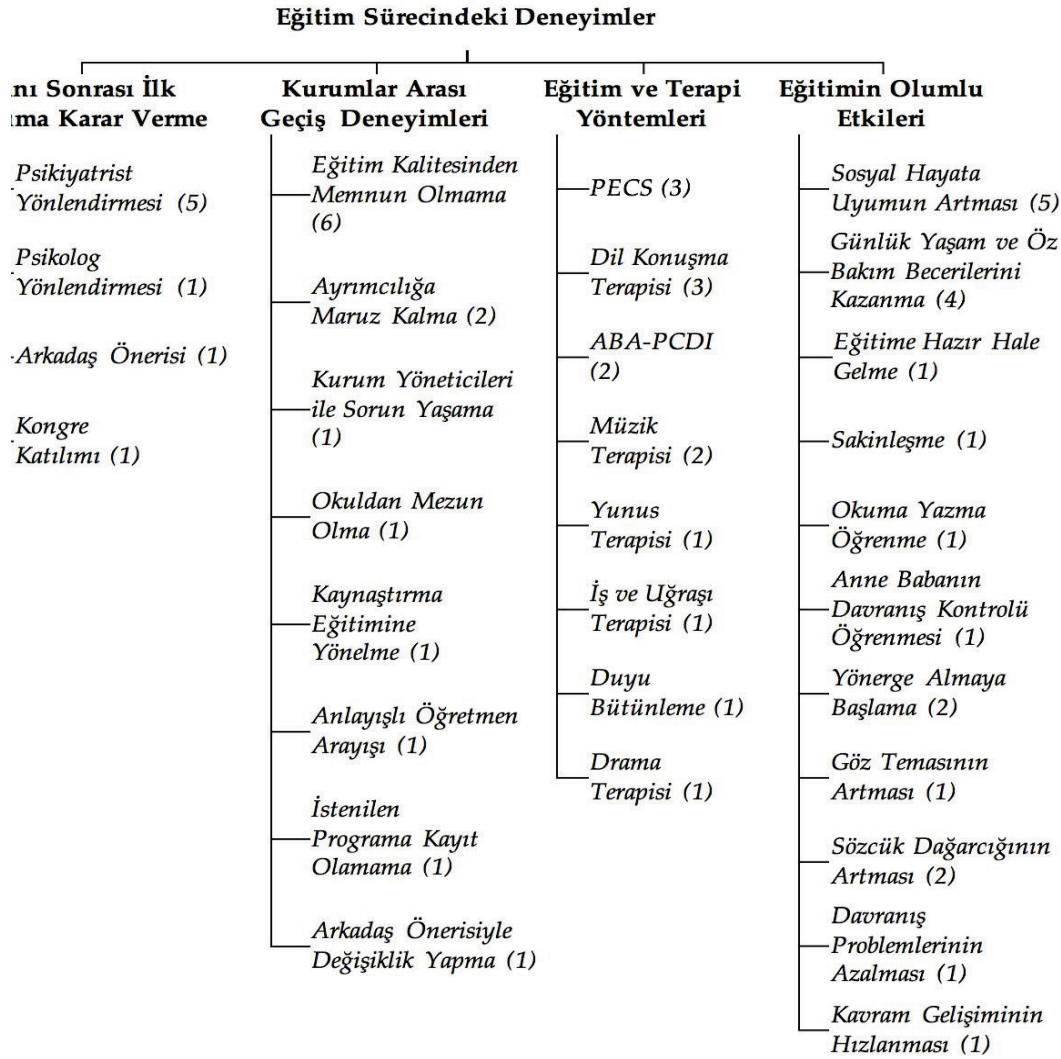 Eğitim Sürecindeki Deneyimler
Sonrası İlk
Karar Verme
Psikiyatrist
Yönlendirmesi (5)
Psikolog
Yönlendirmesi (1)
Arkadaş Önerisi (1)
Kongre
Katılımı (1)
Kurumlar Arası
Geçiş Deneyimleri
Eğitim Kalitesinden
Memnun Olmama
(6)
Ayrımcılığa
Maruz Kalma (2)
Kurum Yöneticileri
ile Sorun Yaşama
(1)
Okuldan Mezun
Olma (1)
Kaynaştırma
Eğitimine
Yönelme (1)
Anlayışlı Öğretmen
Arayışı (1)
İstenilen
Programa Kayıt
Olamama (1)
Arkadaş Önerisiyle
Değişiklik Yapma (1)
Eğitim ve Terapi
Yöntemleri
PECS (3)
Dil Konuşma
Terapisi (3)
ABA-PCDI
(2)
Müzik
Terapisi (2)
Yunus
Terapisi (1)
İş ve Uğraşı
Terapisi (1)
Duyu
Bütünleme (1)
Drama
Terapisi (1)
Eğitimin Olumlu
Etkileri
Sosyal Hayata
Uyumun Artması (5)
Günlük Yaşam ve Öz
Bakım Becerilerini
Kazanma (4)
Eğitime Hazır Hale
Gelme (1)
Sakinleşme (1)
Okuma Yazma
Öğrenme (1)
Anne Babanın
Davranış Kontrolü
Öğrenmesi (1)
Yönerge Almaya
Başlama (2)
Göz Temasının
Artması (1)
Sözcük Dağarcığının
Artması (2)
Davranış
Problemlerinin
Azalması (1)
Kavram Gelişiminin
Hızlanması (1)